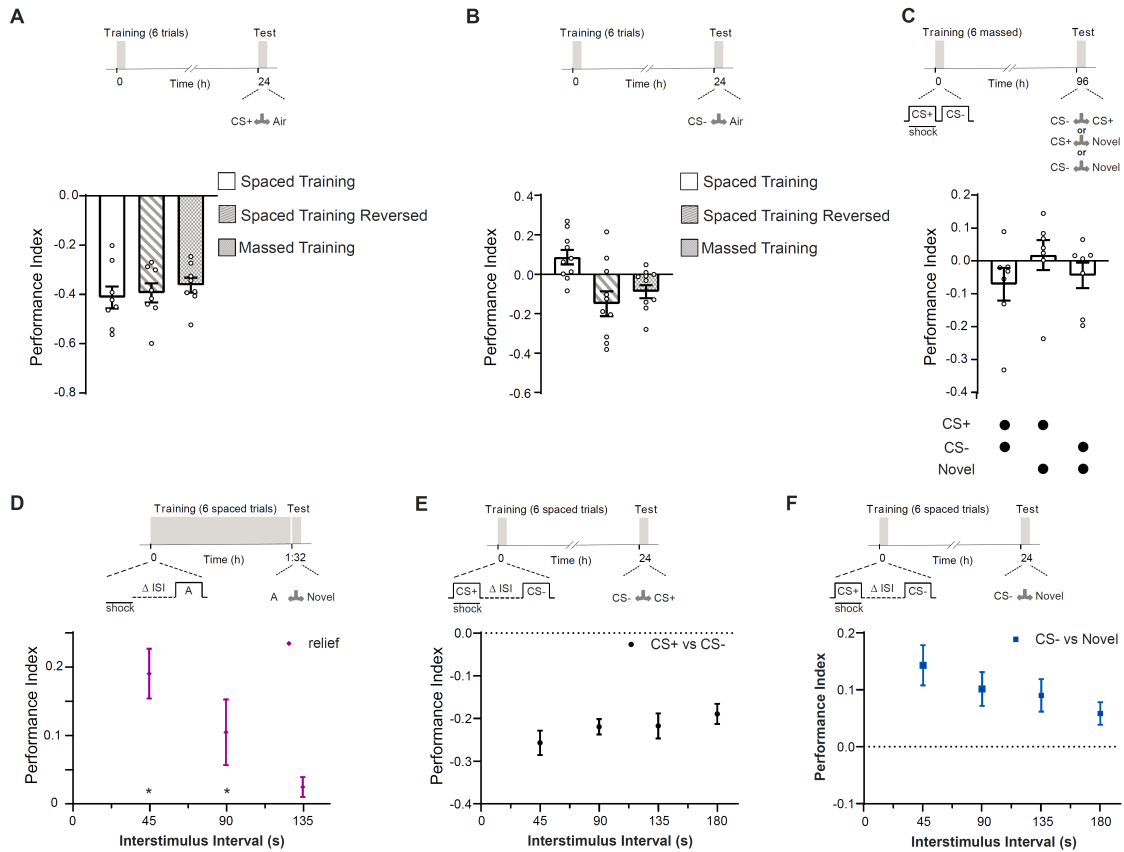 A
Training (6 trials)
Test
0
Time (h)
24
CS+
Air
Spaced Training
Spaced Training Reversed
Massed Training
Performance Index
0.0
-0.2
-0.4
-0.6
-0.8
B
Training (6 trials)
Test
0
Time (h)
24
CS-
Air
Spaced Training
Spaced Training Reversed
Massed Training
Performance Index
0.4
0.2
0.0
-0.2
-0.4
-0.6
C
Training (6 massed)
Test
0
Time (h)
96
CS+
CS-
shock
CS-
CS+
or
CS+
Novel
or
CS-
Novel
Performance Index
0.2
0.1
0.0
-0.1
-0.2
-0.3
-0.4
CS+
CS-
Novel
D
Training (6 spaced trials)
Test
0
Time (h)
1:32
Δ ISI
A
shock
A
Novel
relief
Performance Index
0.2
0.1
0
*
*
0
45
90
135
Interstimulus Interval (s)
E
Training (6 spaced trials)
Test
0
Time (h)
24
CS+
Δ ISI
CS-
shock
CS-
CS+
CS+ vs CS-
Performance Index
0.0
-0.1
-0.2
-0.3
-0.4
0
45
90
135
180
Interstimulus Interval (s)
F
Training (6 spaced trials)
Test
0
Time (h)
24
CS+
Δ ISI
CS-
shock
CS-
Novel
CS- vs Novel
Performance Index
0.2
0.1
0.0
-0.1
0
45
90
135
180
Interstimulus Interval (s)